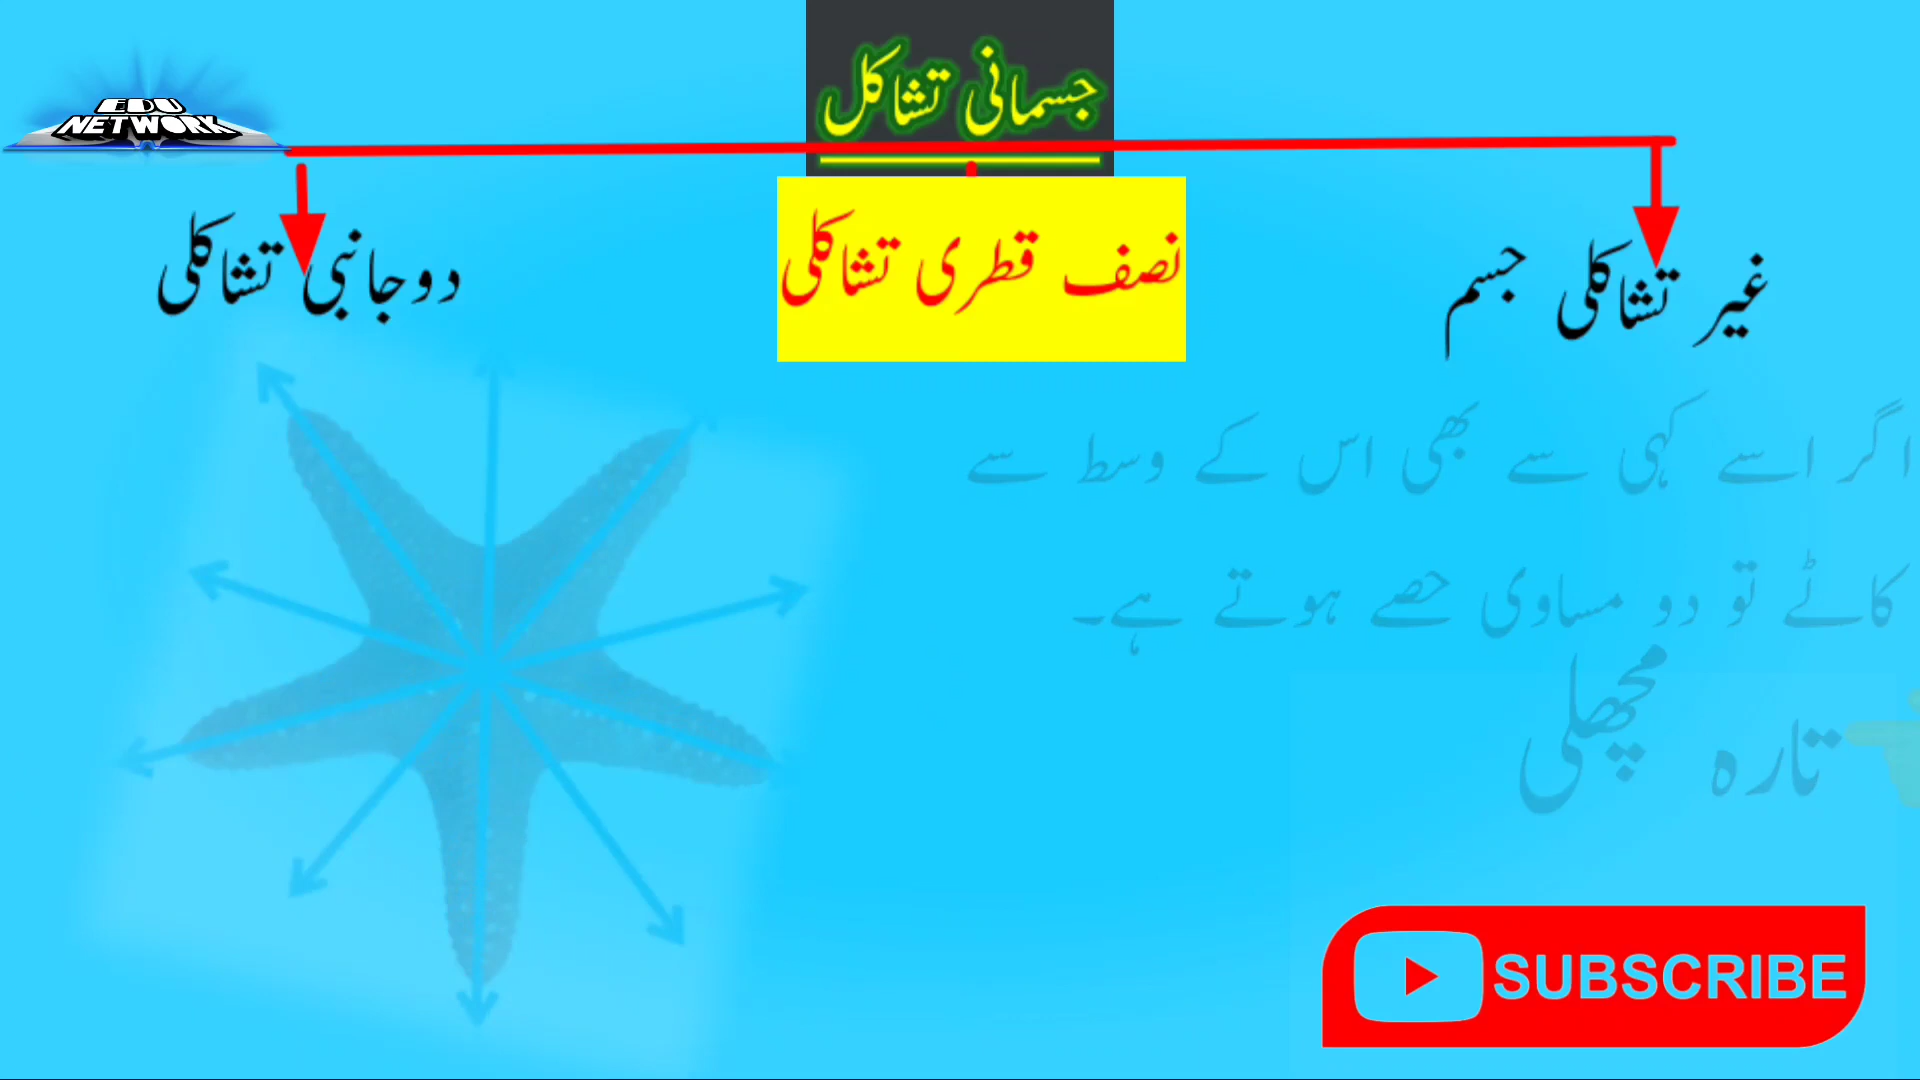 جسمانی تشاکل
EDU
NETWORK
غیر تشاکلی جسم
نصف قطری تشاکلی
دو جانبی تشاکلی
اگر اسے کہی سے بھی اس کے وسط سے
کاٹے تو دو مساوی حصے ہوتے ہے۔
تارہ مچھلی
SUBSCRIBE